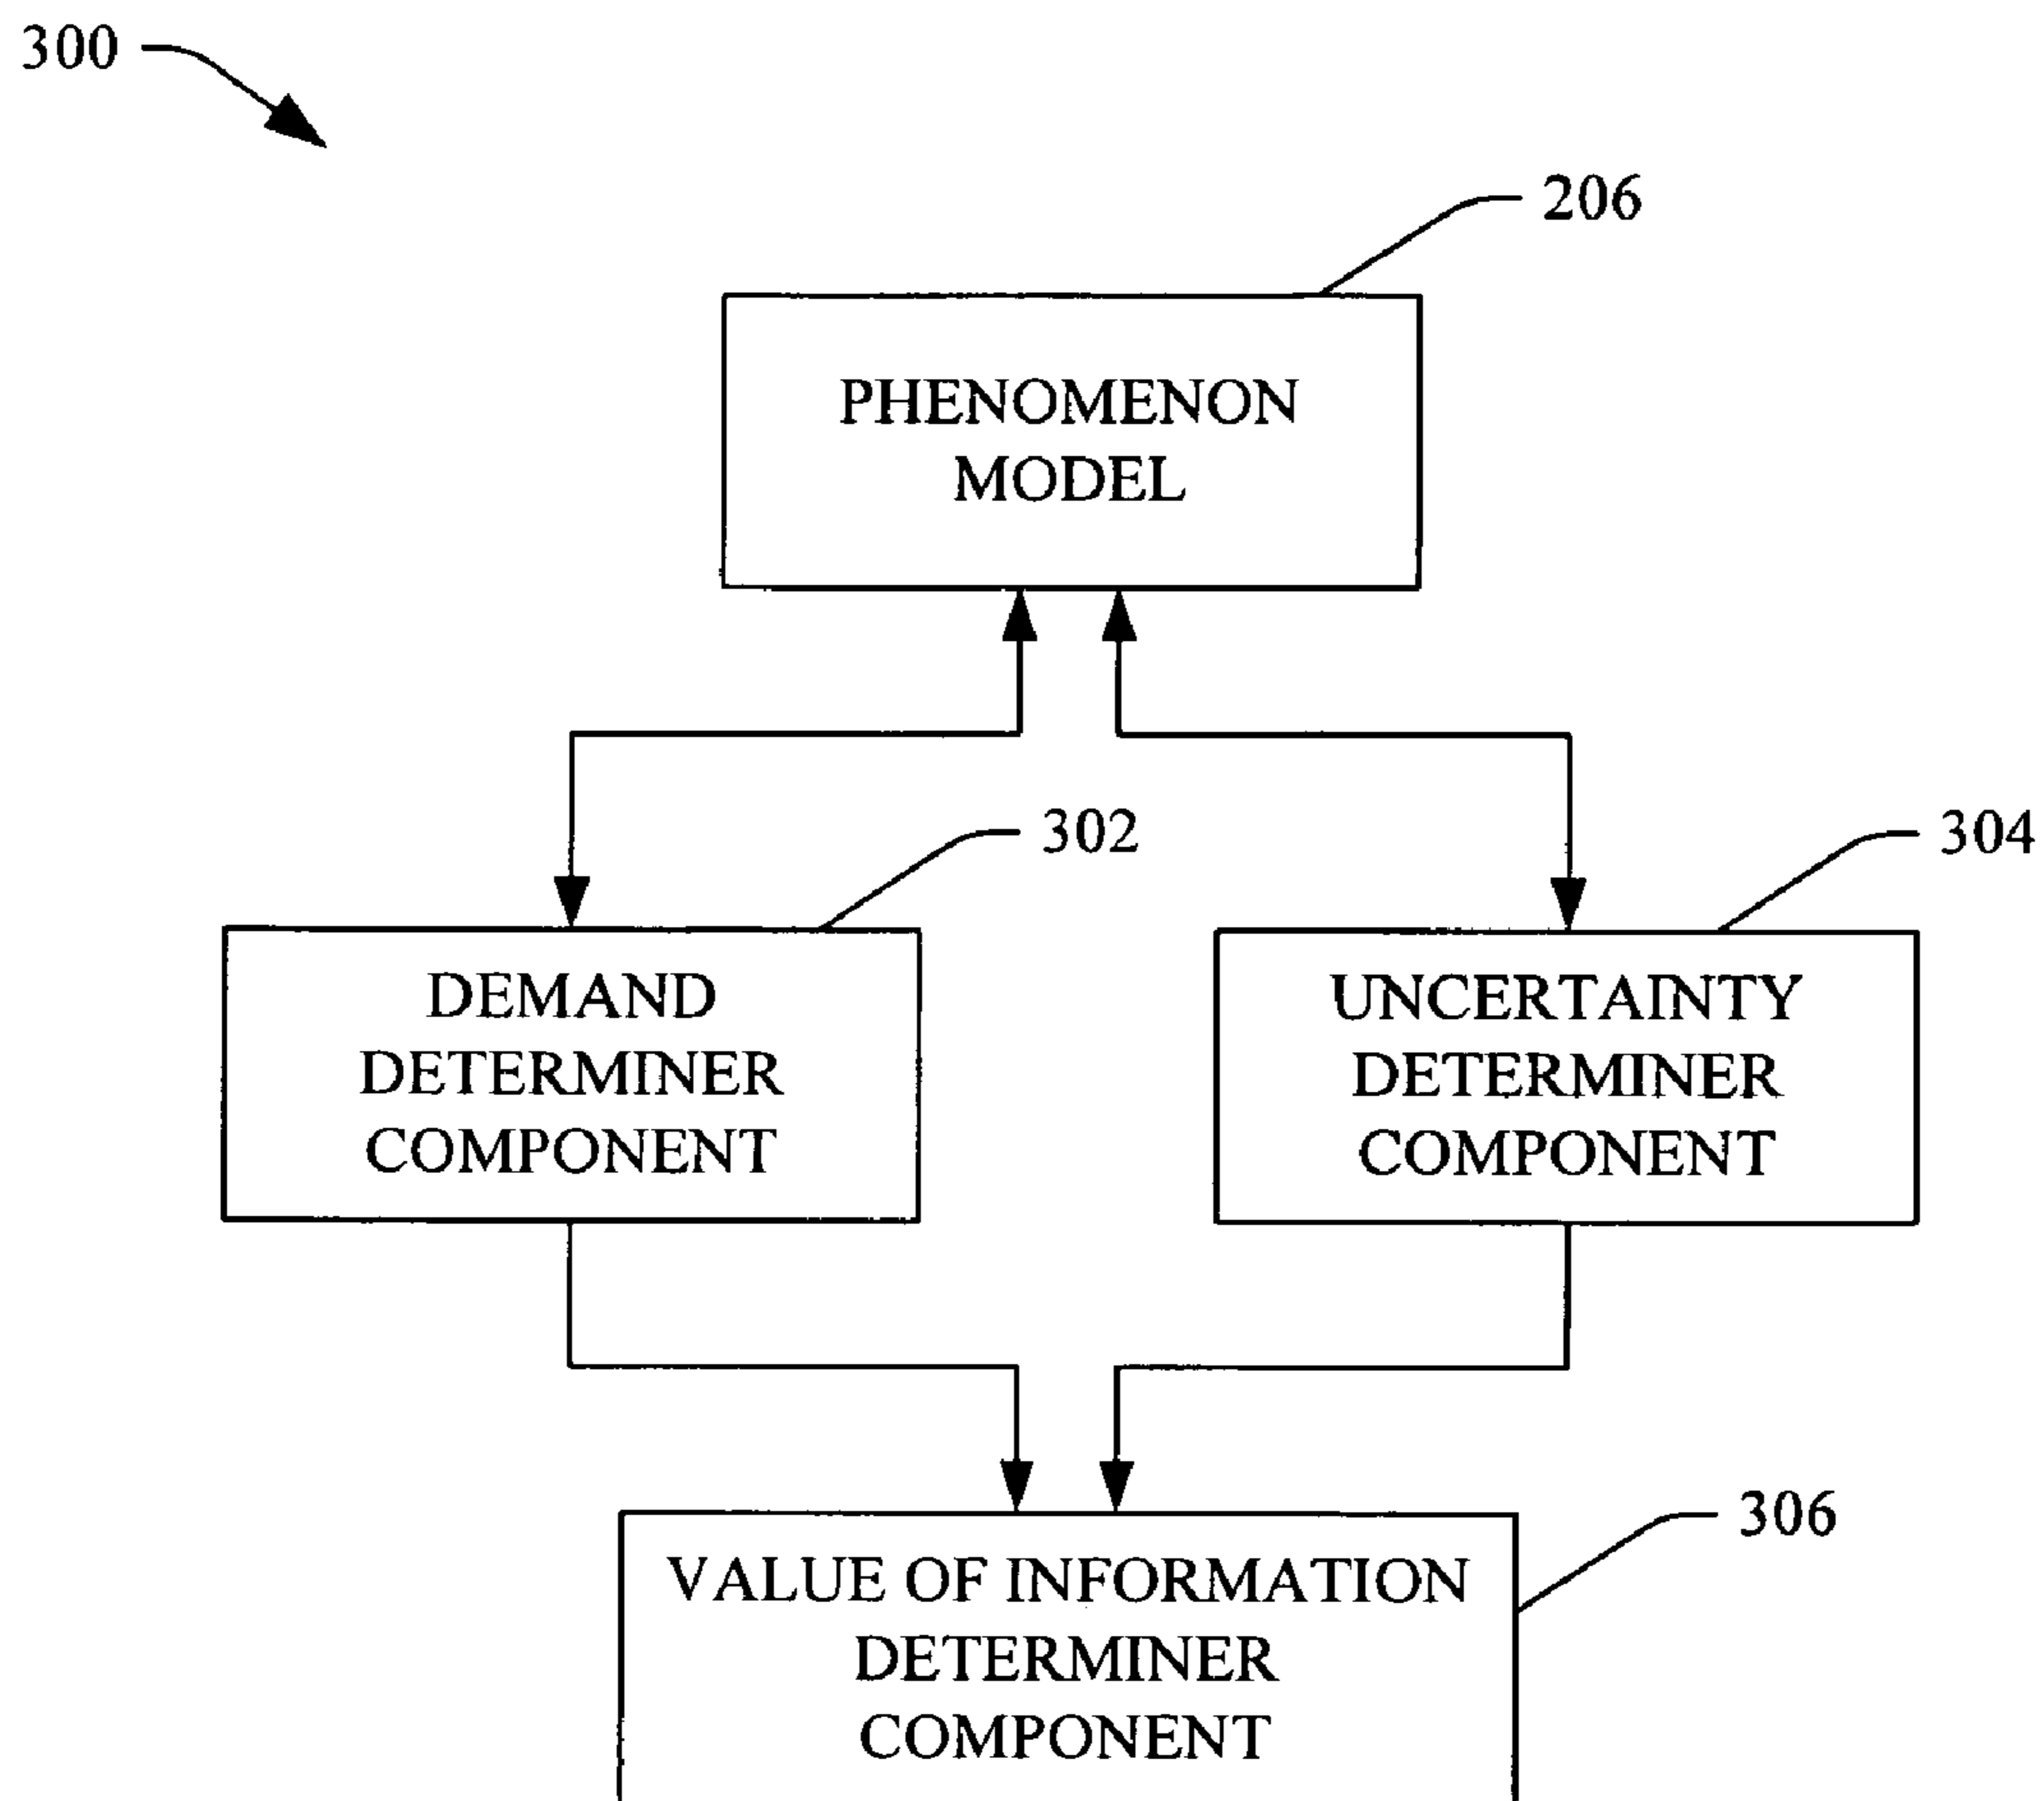 300
206
PHENOMENON
MODEL
302
304
DEMAND
DETERMINER
COMPONENT
UNCERTAINTY
DETERMINER
COMPONENT
306
VALUE OF INFORMATION
DETERMINER
COMPONENT